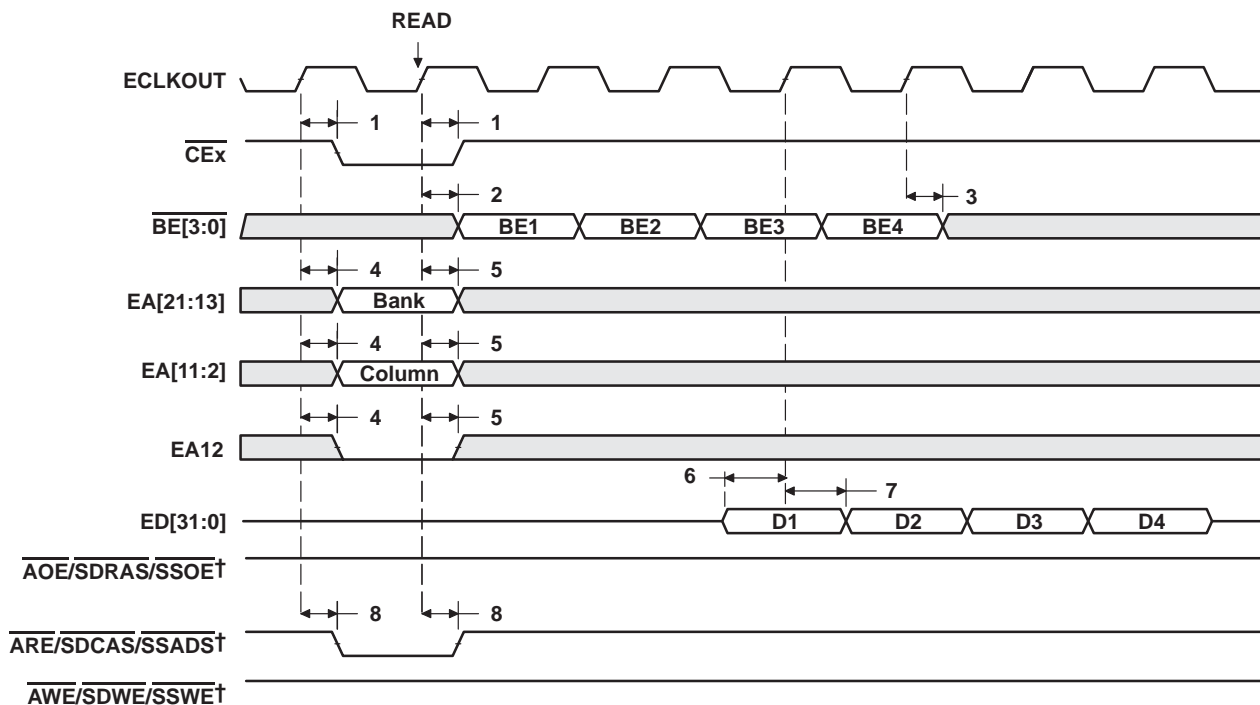 READ
ECLKOUT
1 1
CEx
2 3
BE[3:0] BE1 BE2 BE3 BE4
4 5
EA[21:13] Bank
4 5
EA[11:2] Column
4 5
EA12
6 7
ED[31:0] D1 D2 D3 D4
AOE/SDRAS/SSOE†
8 8
ARE/SDCAS/SSADS†
AWE/SDWE/SSWE†